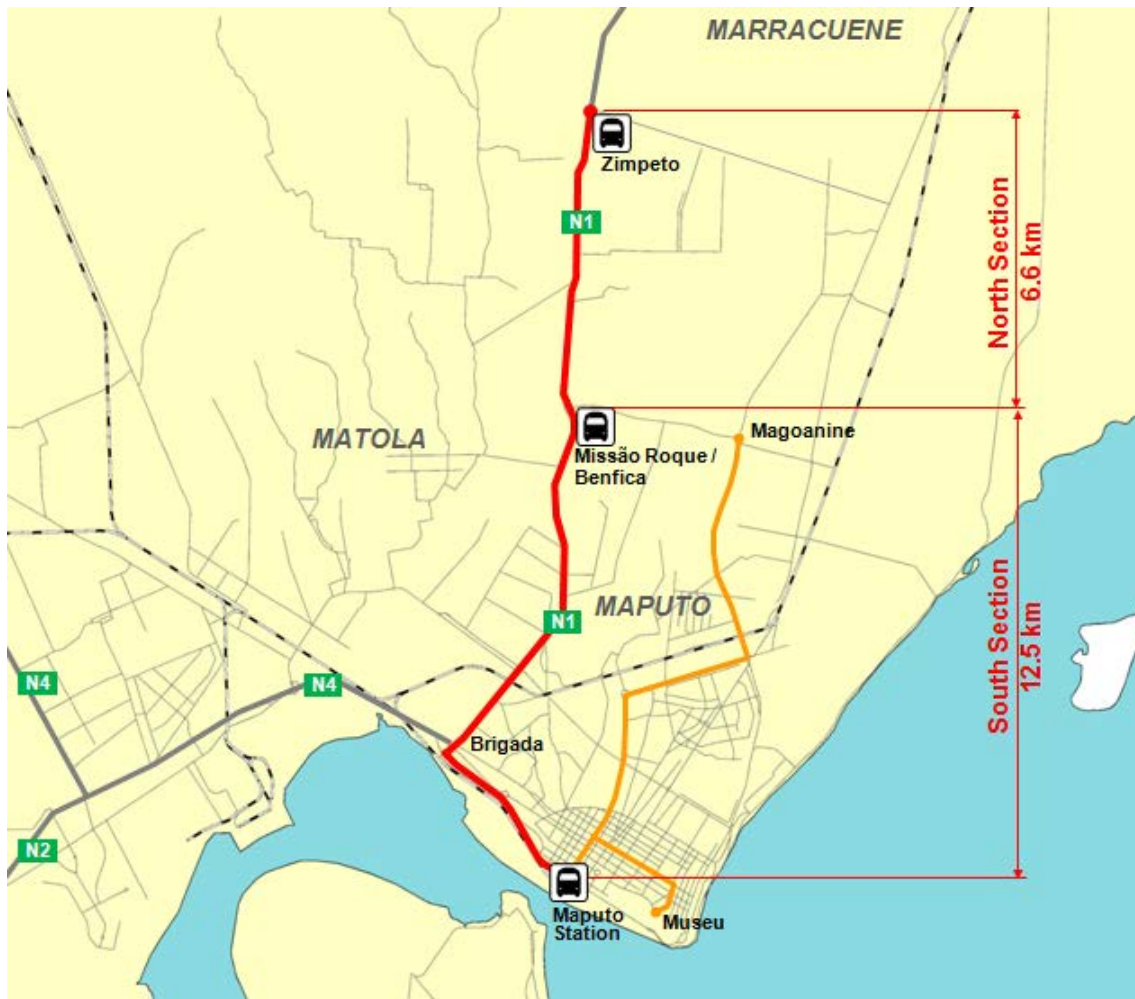 MARRACUENE
Zimpeto
N1
North Section
6.6 km
MATOLA
Missão Roque /
Benfica
Magoanine
MAPUTO
N1
South Section
12.5 km
N4
N4
Brigada
N2
Maputo
Station
Museu